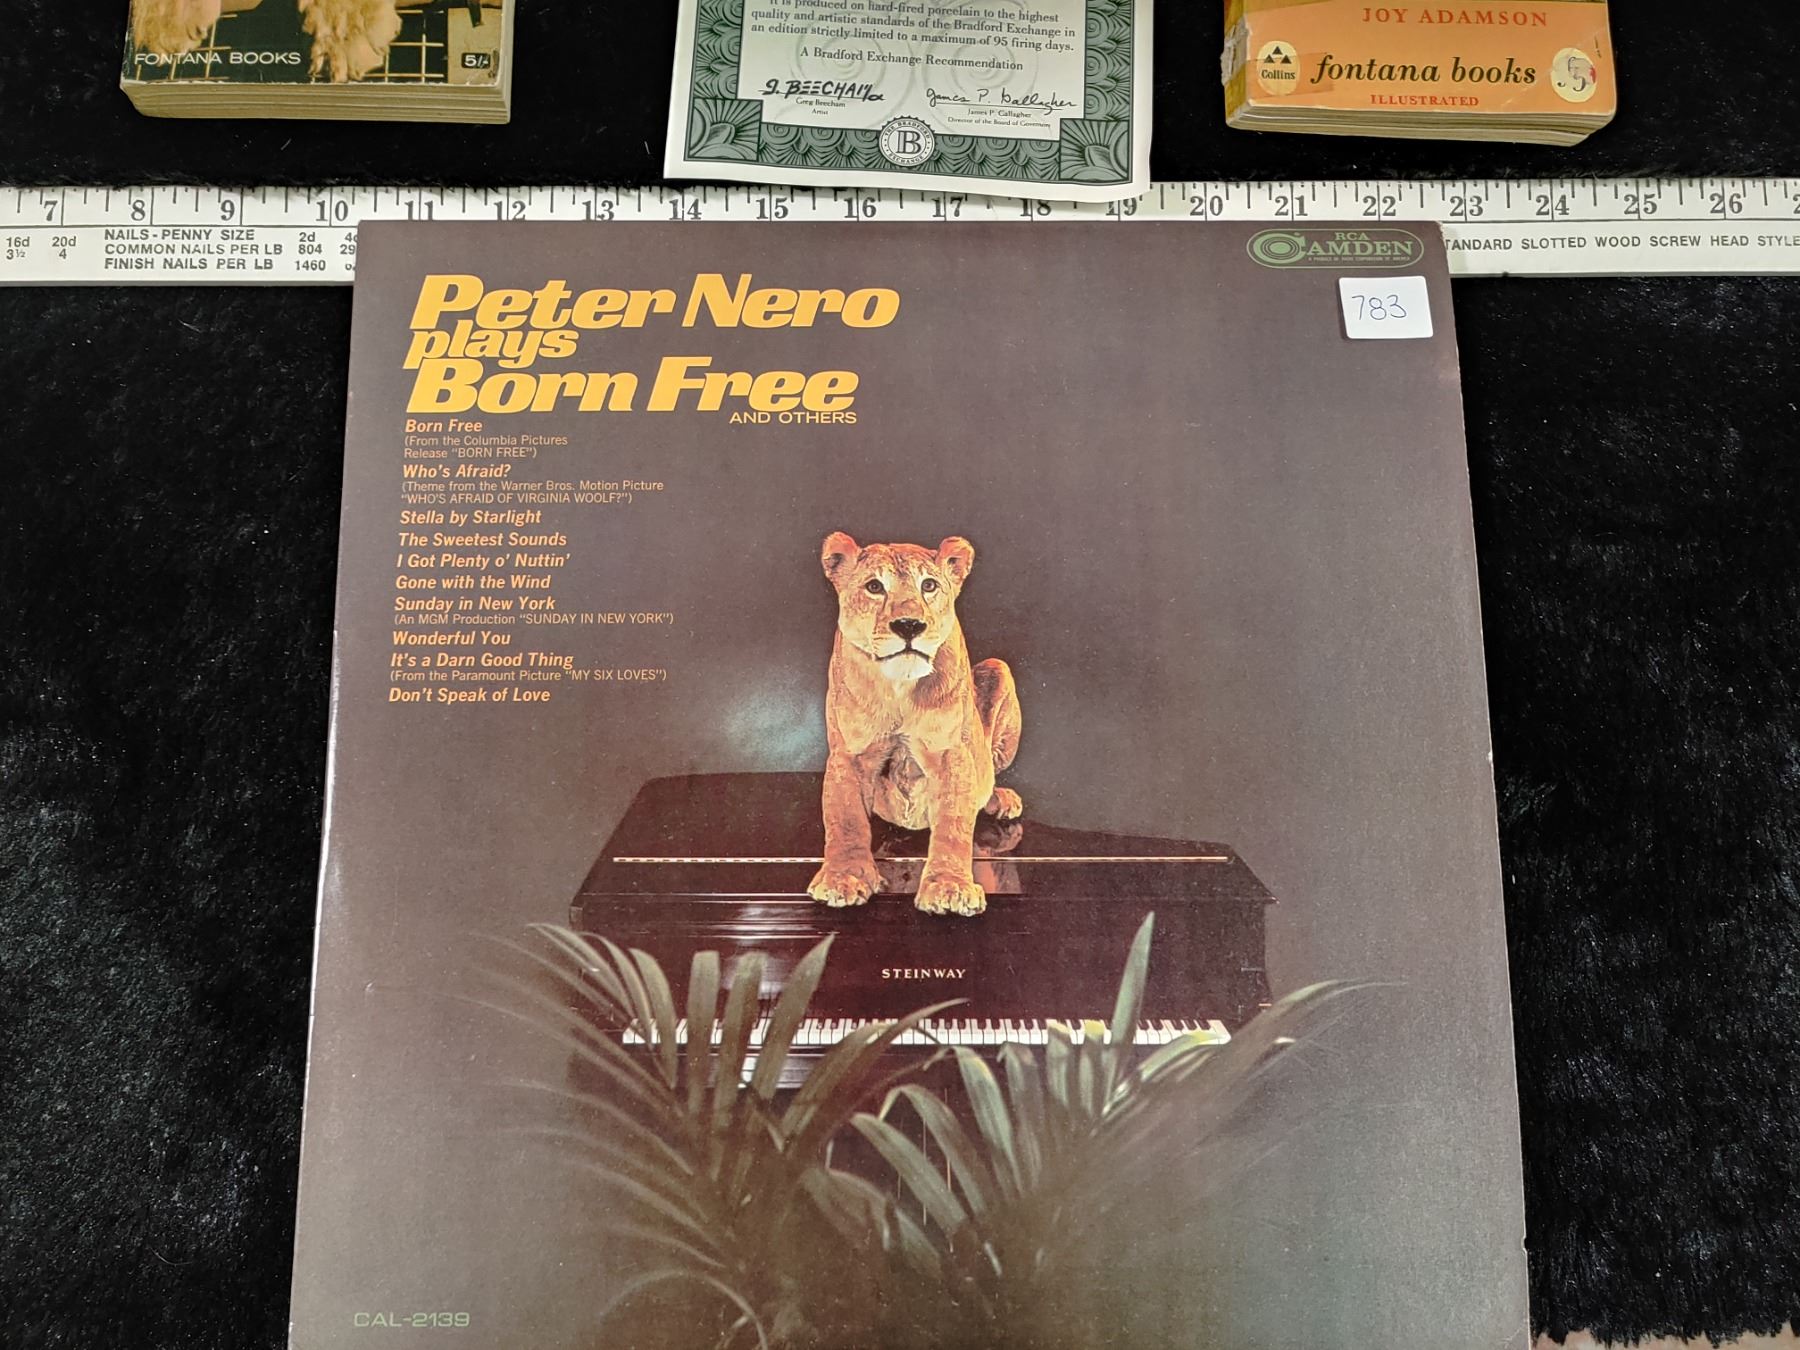 FONTANA BOOKS
5/-
It is produced on hard-fired porcelain to the highest
quality and artistic standards of the Bradford Exchange in
an edition strictly limited to a maximum of 95 firing days.
A Bradford Exchange Recommendation
G. BEECHAM
Greg Beecham
Artist
James P. Gallagher
James P. Gallagher
Director of the Board of Governors
THE BRADFORD
B
EXCHANGE
JOY ADAMSON
Collins
fontana books
ILLUSTRATED
7 8 9 10 11 12 13 14 15 16 17 18 19 20 21 22 23 24 25 26
16d 20d
3½ 4
NAILS - PENNY SIZE 2d
COMMON NAILS PER LB 804
FINISH NAILS PER LB 1460
TANDARD SLOTTED WOOD SCREW HEAD STYLE
RCA
CAMDEN
783
Peter Nero
plays
Born Free
AND OTHERS
Born Free
(From the Columbia Pictures
Release "BORN FREE")
Who's Afraid?
(Theme from the Warner Bros. Motion Picture
"WHO'S AFRAID OF VIRGINIA WOOLF?")
Stella by Starlight
The Sweetest Sounds
I Got Plenty o' Nuttin'
Gone with the Wind
Sunday in New York
(An MGM Production "SUNDAY IN NEW YORK")
Wonderful You
It's a Darn Good Thing
(From the Paramount Picture "MY SIX LOVES")
Don't Speak of Love
STEINWAY
CAL-2139